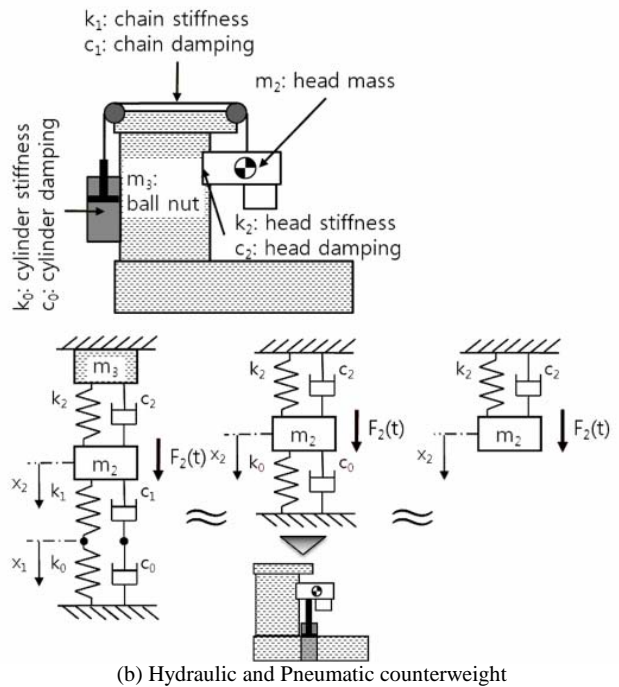 k₁: chain stiffness
c₁: chain damping
m₂: head mass
m₃:
ball nut
k₂: head stiffness
c₂: head damping
k₀: cylinder stiffness
c₀: cylinder damping
m₃
k₂
c₂
m₂
F₂(t)
x₂
k₁
c₁
x₁
k₀
c₀
k₂
c₂
m₂
F₂(t)
x₂
k₀
c₀
k₂
c₂
m₂
F₂(t)
x₂
(b) Hydraulic and Pneumatic counterweight